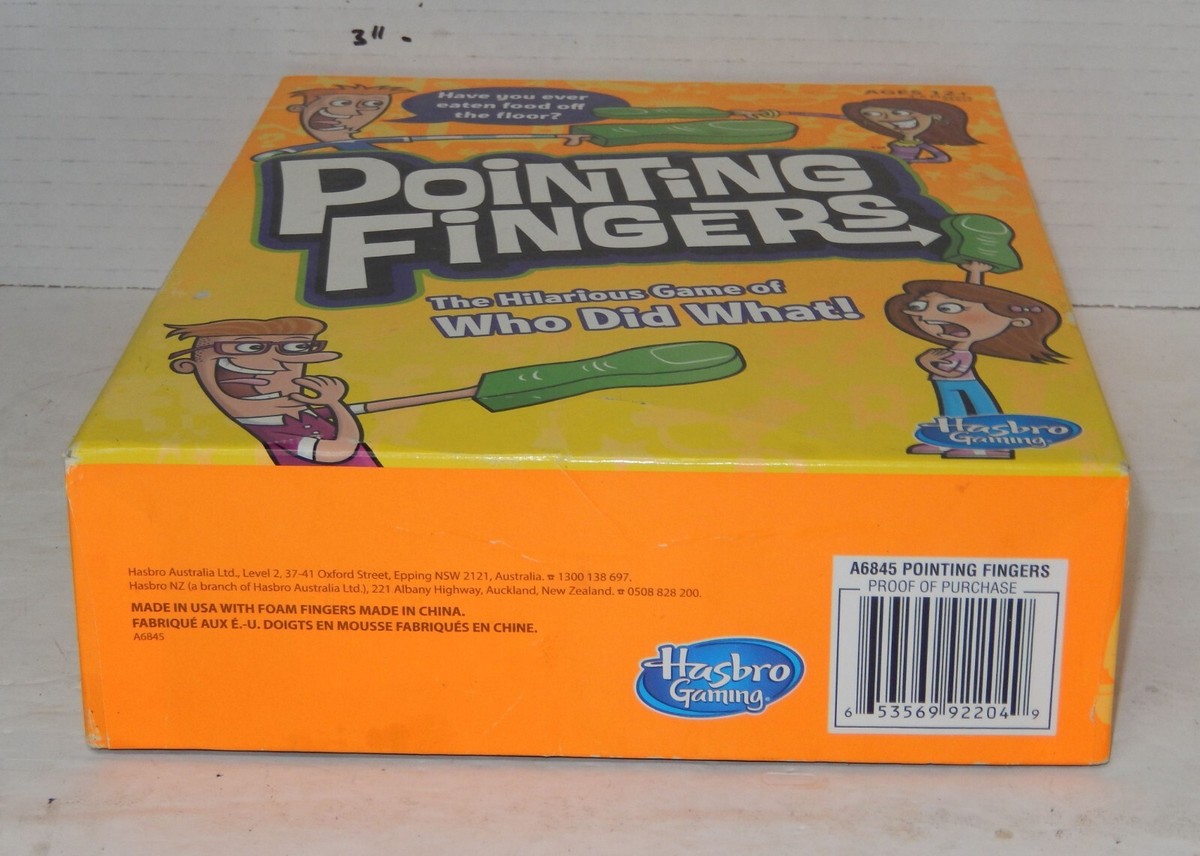 3" -
Have you ever
eaten food off
the floor?
AGES 12+
POiNTiNG
FiNGERS
The Hilarious Game of
Who Did What!
Hasbro
Gaming
Hasbro Australia Ltd., Level 2, 37-41 Oxford Street, Epping NSW 2121, Australia. ☎ 1300 138 697.
Hasbro NZ (a branch of Hasbro Australia Ltd.), 221 Albany Highway, Auckland, New Zealand. ☎ 0508 828 200.
MADE IN USA WITH FOAM FINGERS MADE IN CHINA.
FABRIQUÉ AUX É.-U. DOIGTS EN MOUSSE FABRIQUÉS EN CHINE.
A6845
Hasbro
Gaming®
A6845 POINTING FINGERS
PROOF OF PURCHASE
6 53569 92204 9